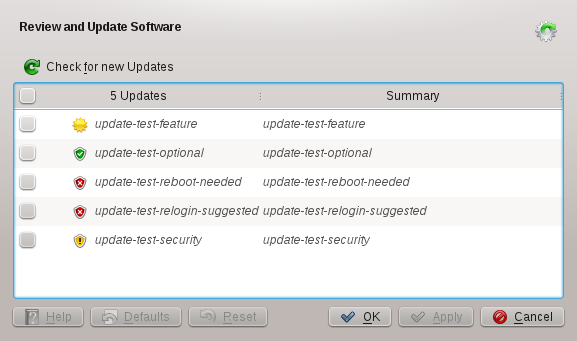 Review and Update Software
Check for new Updates
5 Updates Summary
update-test-feature update-test-feature
update-test-optional update-test-optional
update-test-reboot-needed update-test-reboot-needed
update-test-relogin-suggested update-test-relogin-suggested
update-test-security update-test-security
Help Defaults Reset OK Apply Cancel